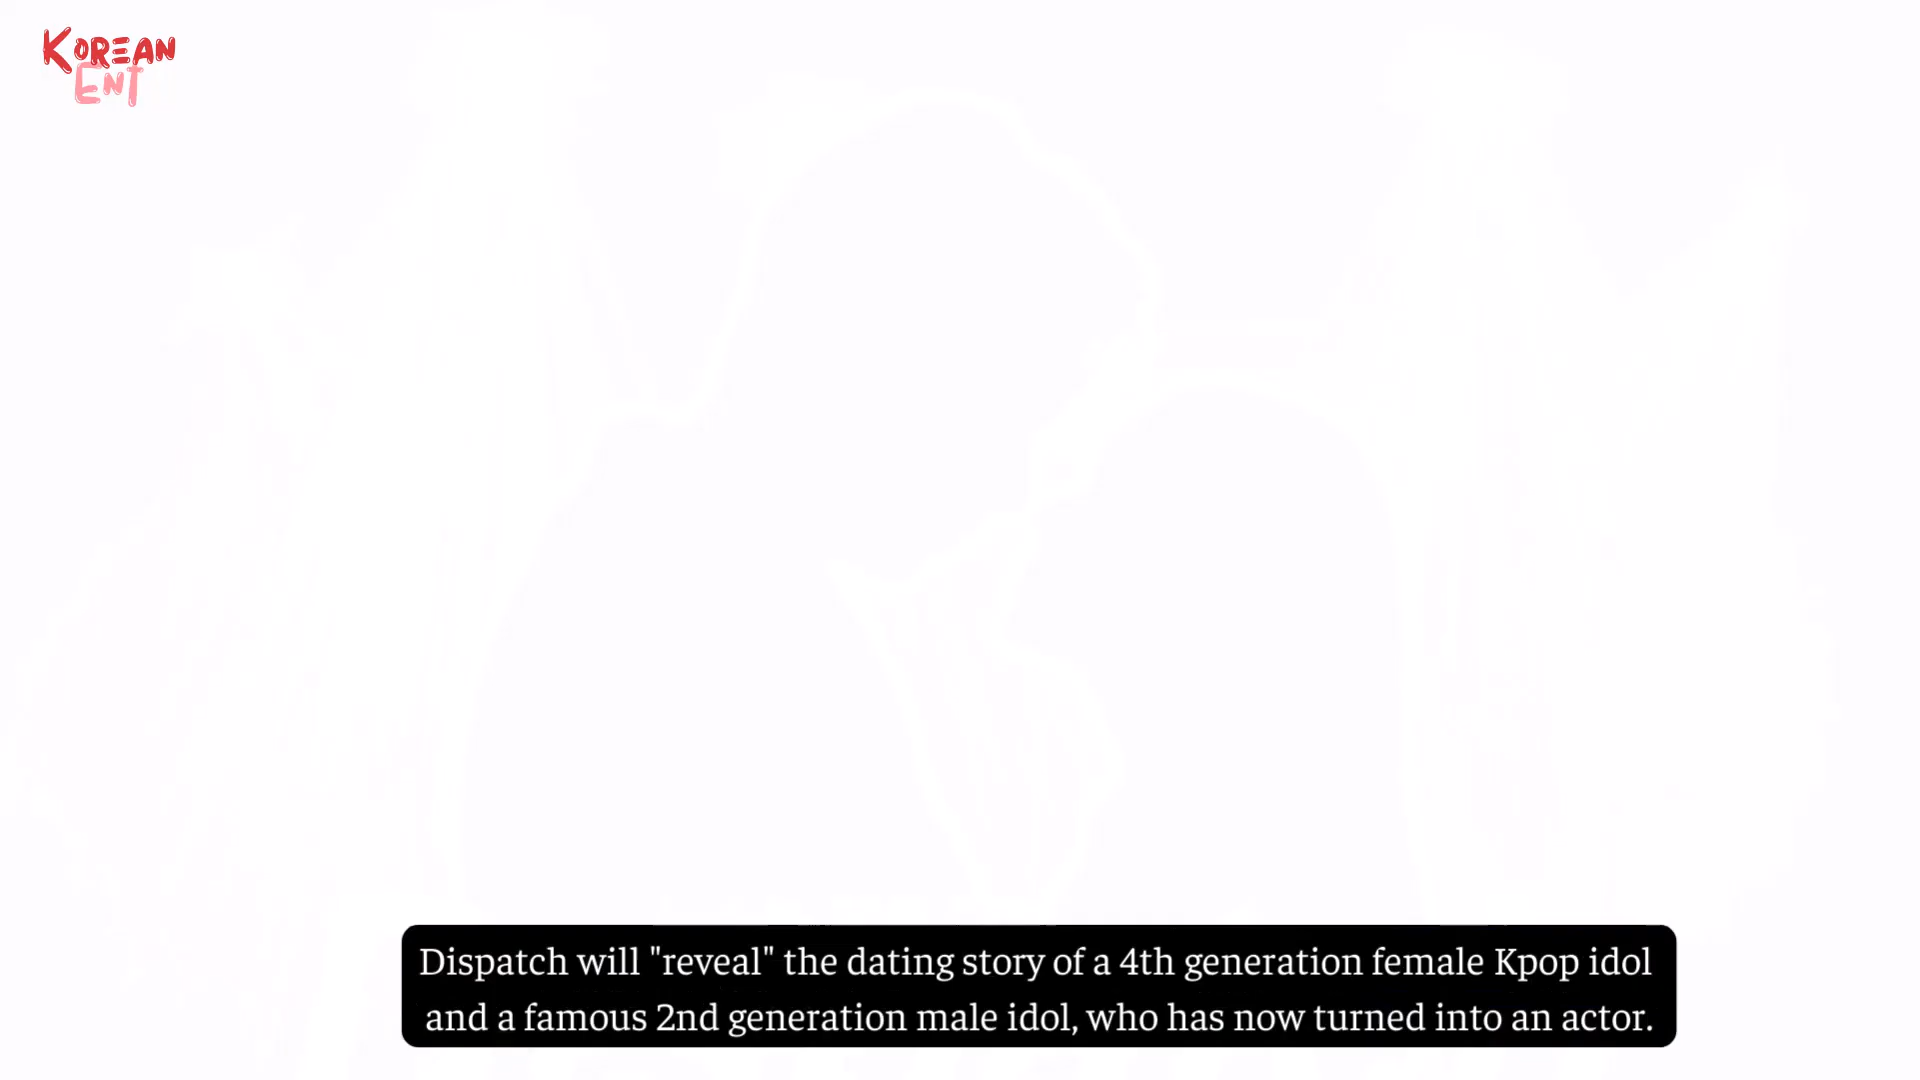 KOREAN
ENT
Dispatch will "reveal" the dating story of a 4th generation female Kpop idol
and a famous 2nd generation male idol, who has now turned into an actor.